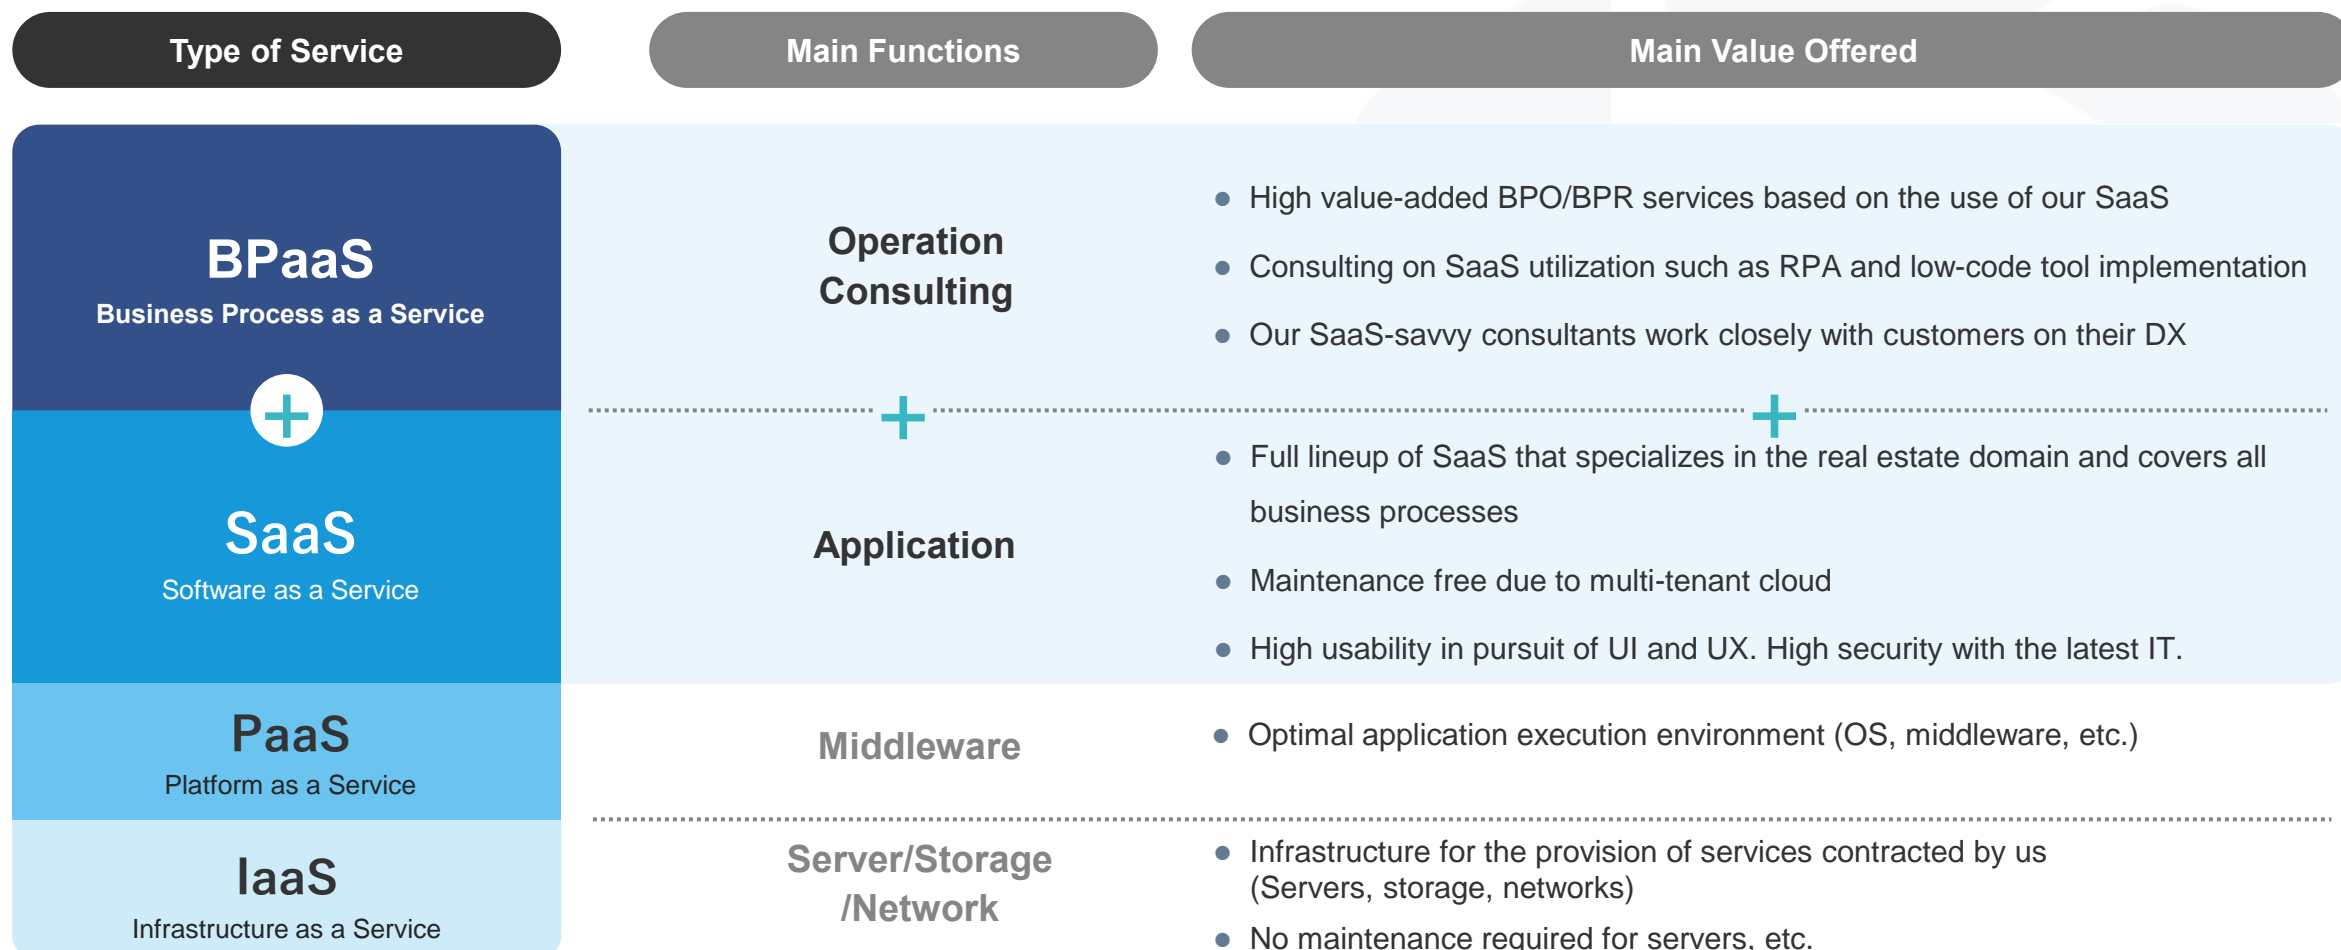 Type of Service
Main Functions
Main Value Offered
BPaaS
Business Process as a Service
Operation
Consulting
High value-added BPO/BPR services based on the use of our SaaS
Consulting on SaaS utilization such as RPA and low-code tool implementation
Our SaaS-savvy consultants work closely with customers on their DX
+
+
+
SaaS
Software as a Service
Application
Full lineup of SaaS that specializes in the real estate domain and covers all
business processes
Maintenance free due to multi-tenant cloud
High usability in pursuit of UI and UX. High security with the latest IT.
PaaS
Platform as a Service
Middleware
Optimal application execution environment (OS, middleware, etc.)
IaaS
Infrastructure as a Service
Server/Storage
/Network
Infrastructure for the provision of services contracted by us
(Servers, storage, networks)
No maintenance required for servers, etc.